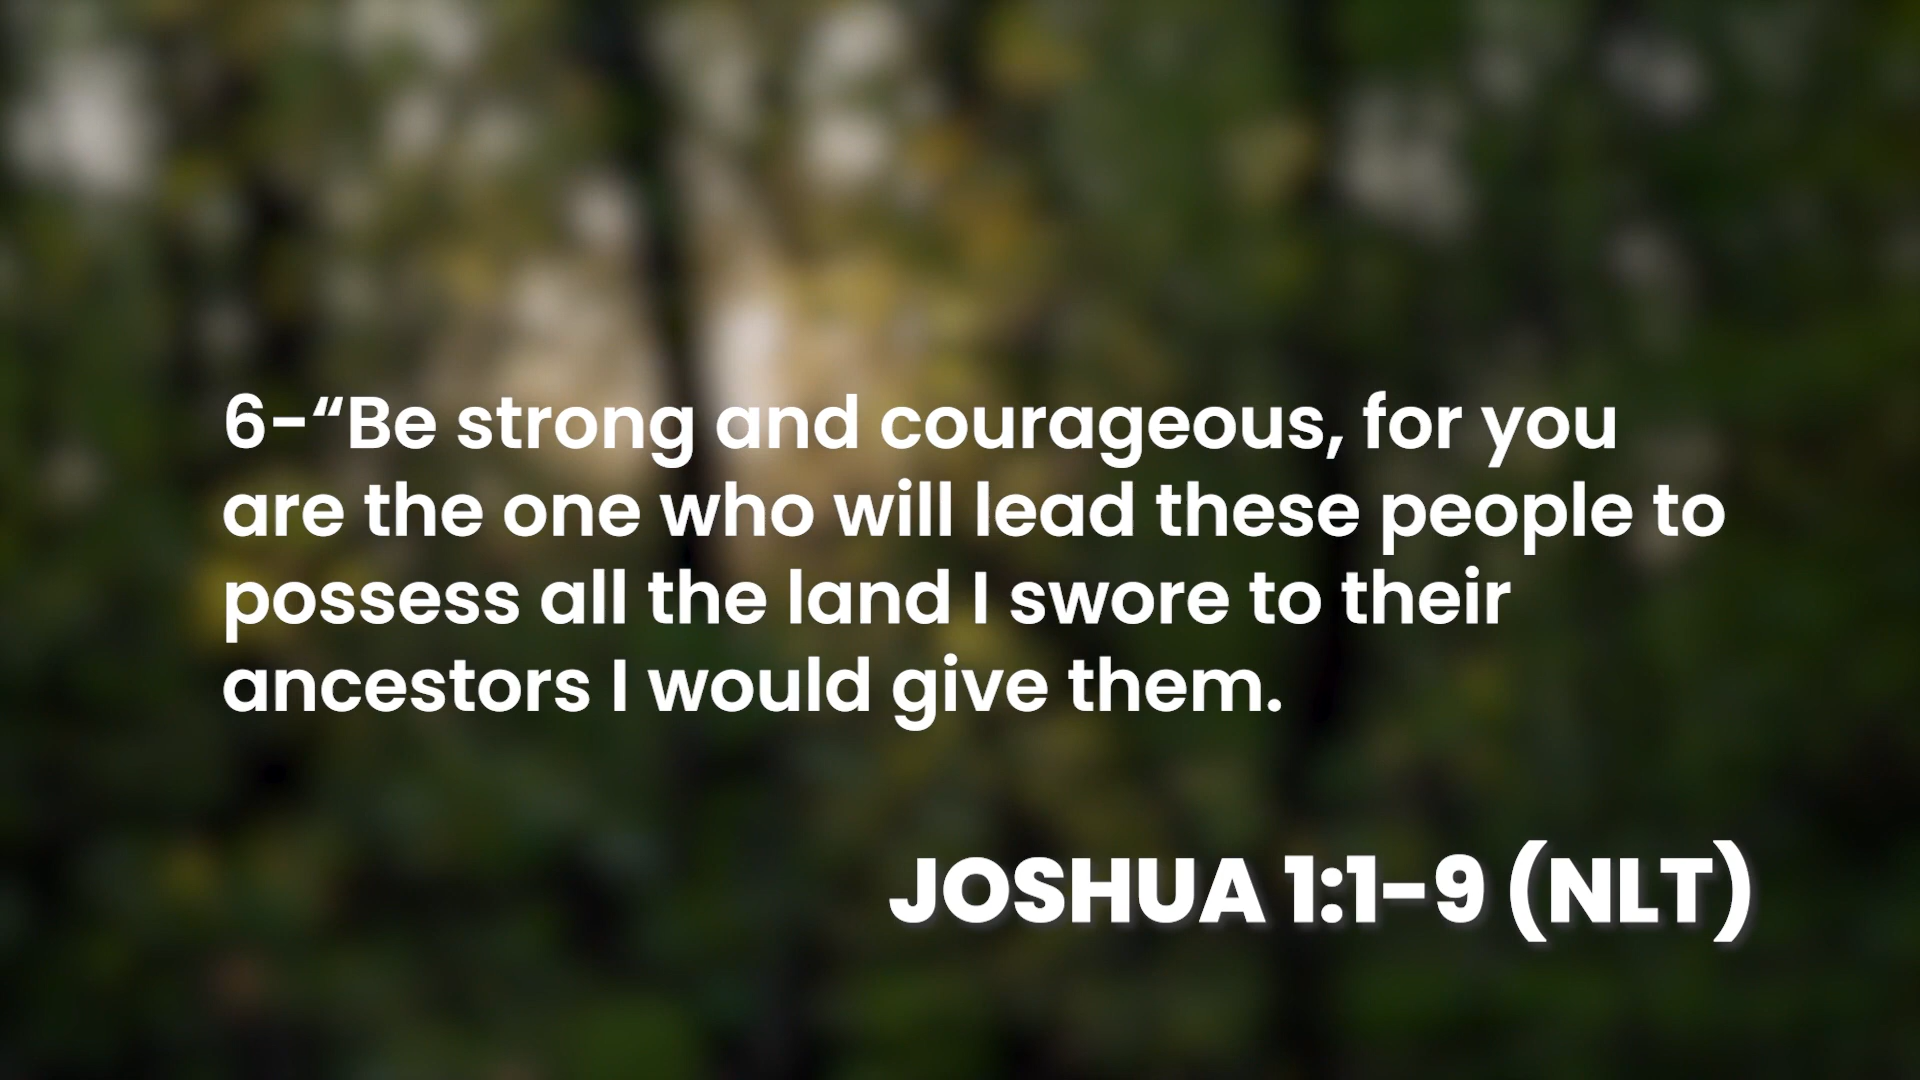 6-“Be strong and courageous, for you
are the one who will lead these people to
possess all the land I swore to their
ancestors I would give them.
JOSHUA 1:1-9 (NLT)